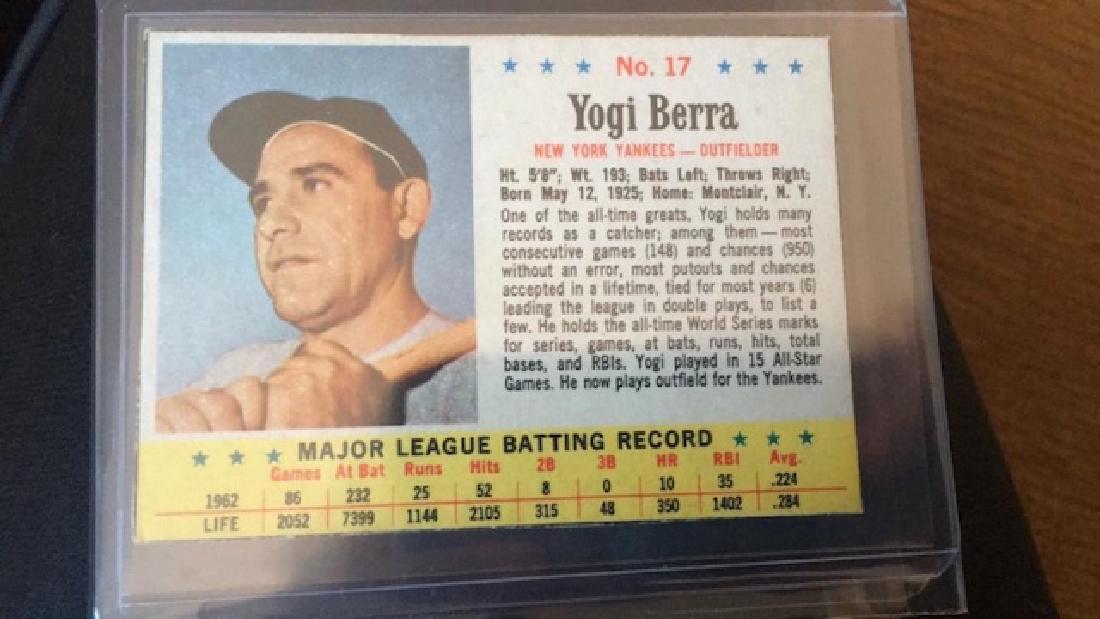 No. 17
Yogi Berra
NEW YORK YANKEES — OUTFIELDER
Ht. 5'8"; Wt. 193; Bats Left; Throws Right;
Born May 12, 1925; Home: Montclair, N. Y.
One of the all-time greats, Yogi holds many
records as a catcher; among them — most
consecutive games (148) and chances (950)
without an error, most putouts and chances
accepted in a lifetime, tied for most years (6)
leading the league in double plays, to list a
few. He holds the all-time World Series marks
for series, games, at bats, runs, hits, total
bases, and RBIs. Yogi played in 15 All-Star
Games. He now plays outfield for the Yankees.
MAJOR LEAGUE BATTING RECORD
Games At Bat Runs Hits 2B 3B HR RBI Avg.
1962 86 232 25 52 8 0 10 35 .224
LIFE 2052 7399 1144 2105 315 48 350 1402 .284